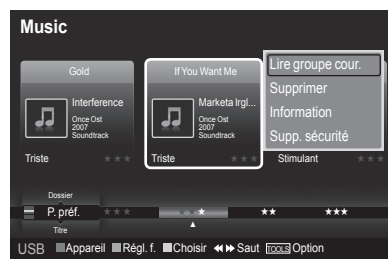 Music
Gold
If You Want Me
Lire groupe cour.
Supprimer
Information
Supp. sécurité
Interference
Once Ost
2007
Soundtrack
Marketa Irgl...
Once Ost
2007
Soundtrack
Triste
Triste
Stimulant
Dossier
P. préf.
Titre
USB Appareil Régl. f. Choisir Saut TOOLS Option